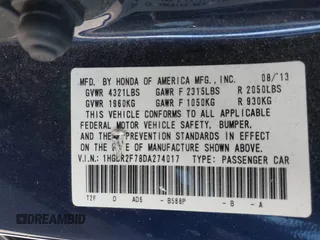 MFD. BY HONDA OF AMERICA MFG., INC. 08/13
GVWR 4321LBS GAWR F 2315LBS R 2050LBS
GVWR 1960KG GAWR F 1050KG R 930KG
THIS VEHICLE CONFORMS TO ALL APPLICABLE
FEDERAL MOTOR VEHICLE SAFETY, BUMPER,
AND THEFT PREVENTION STANDARDS IN EFFECT
ON THE DATE OF MANUFACTURE SHOWN ABOVE.
V.I.N.: 1HGCR2F78DA274017 TYPE: PASSENGER CAR
T2F D AD5 - B588P - B - A
DREAMBID